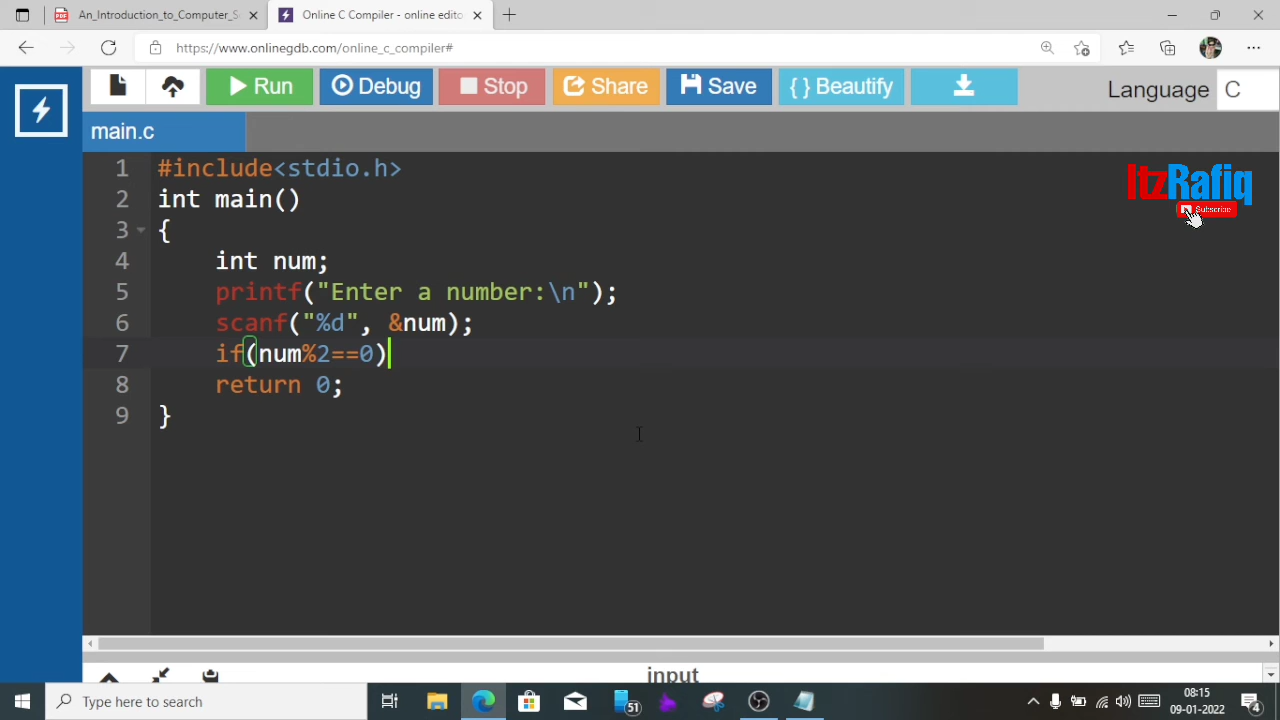 An_Introduction_to_Computer_S
Online C Compiler - online edito
https://www.onlinegdb.com/online_c_compiler#
Run
Debug
Stop
Share
Save
{ } Beautify
Language
C
main.c
1 #include<stdio.h>
2 int main()
3 {
4 int num;
5 printf("Enter a number:\n");
6 scanf("%d", &num);
7 if(num%2==0)
8 return 0;
9 }
ItzRafiq
Subscribe
input
Type here to search
51
08:15
09-01-2022
4